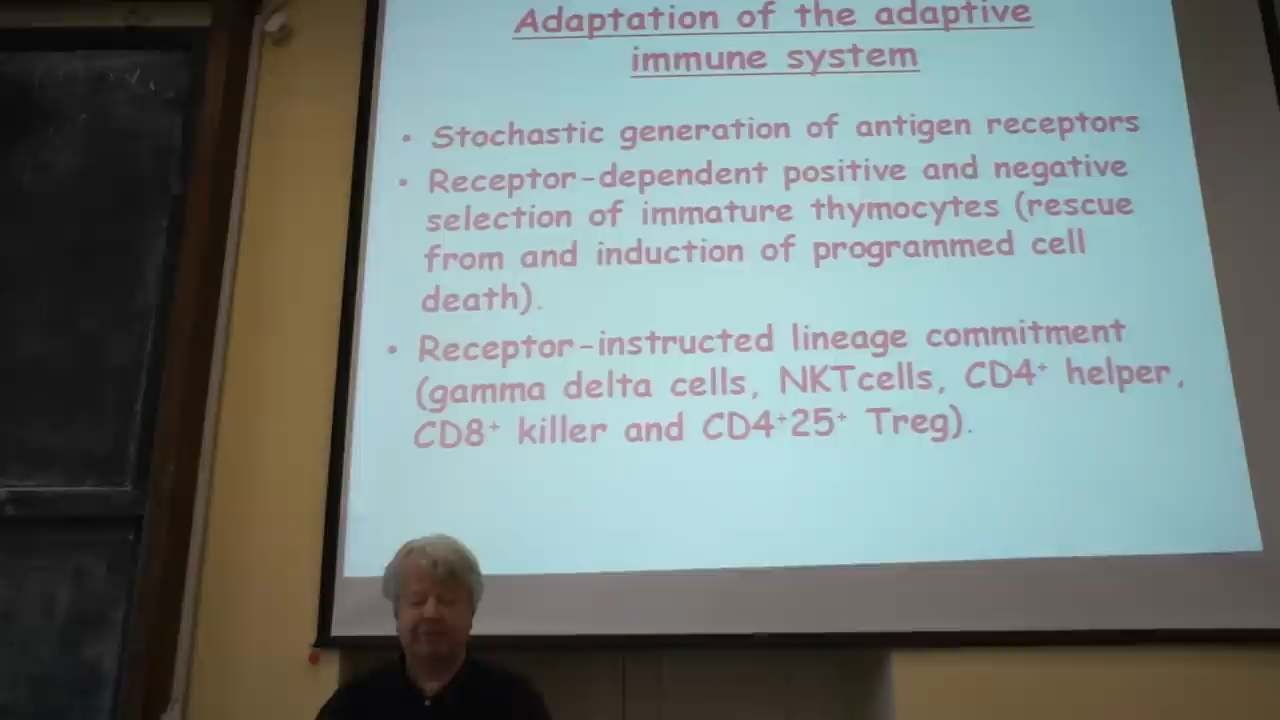 Adaptation of the adaptive
immune system
• Stochastic generation of antigen receptors
• Receptor-dependent positive and negative
selection of immature thymocytes (rescue
from and induction of programmed cell
death).
• Receptor-instructed lineage commitment
(gamma delta cells, NKTcells, CD4⁺ helper,
CD8⁺ killer and CD4⁺25⁺ Treg).